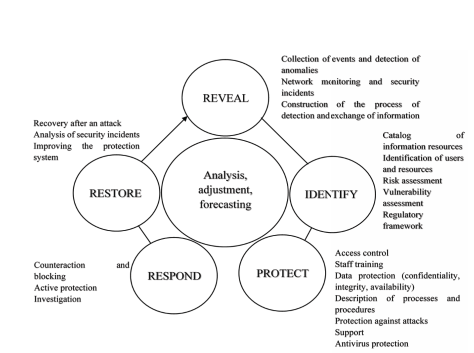 Collection of events and detection of
anomalies
Network monitoring and security
incidents
Construction of the process of
detection and exchange of information
REVEAL
Recovery after an attack
Analysis of security incidents
Improving the protection
system
Catalog of
information resources
Identification of users
and resources
Risk assessment
Vulnerability
assessment
Regulatory
framework
RESTORE
Analysis,
adjustment,
forecasting
IDENTIFY
Counteraction and
blocking
Active protection
Investigation
RESPOND
PROTECT
Access control
Staff training
Data protection (confidentiality,
integrity, availability)
Description of processes and
procedures
Protection against attacks
Support
Antivirus protection